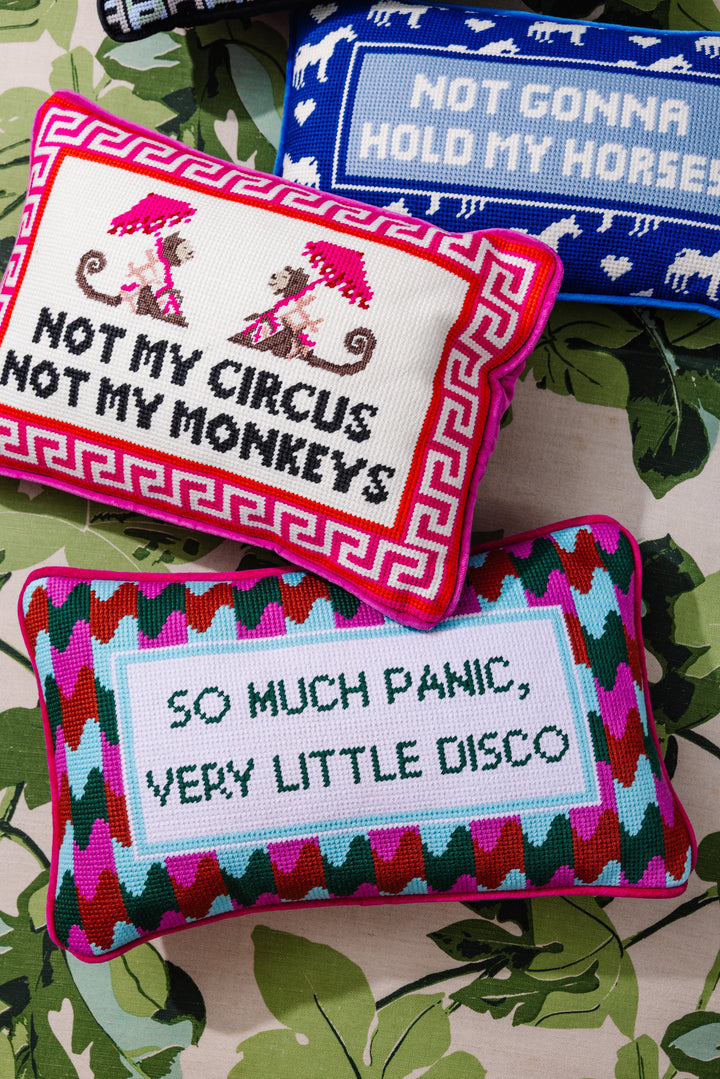 NOT GONNA
HOLD MY HORSES
NOT MY CIRCUS
NOT MY MONKEYS
SO MUCH PANIC,
VERY LITTLE DISCO